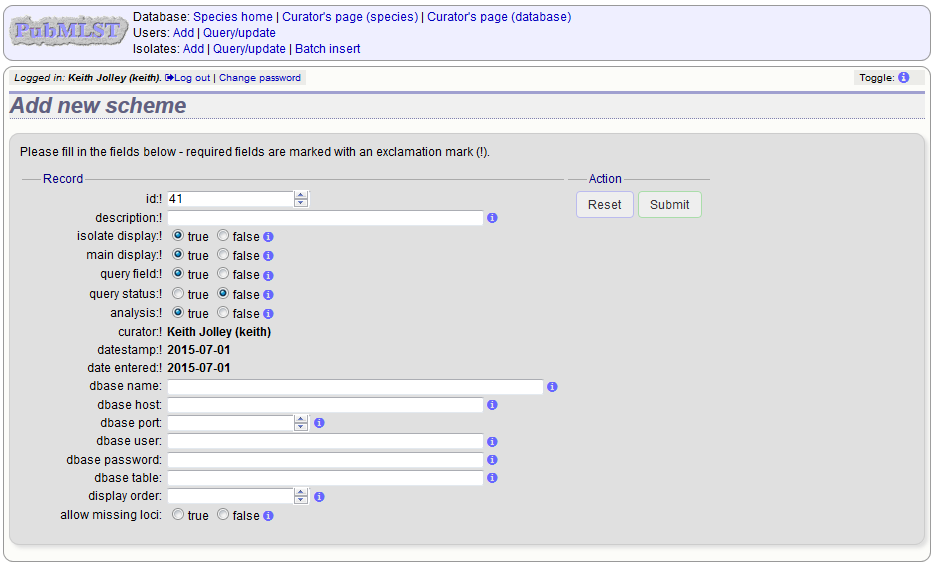 PubMLST
Database: Species home | Curator's page (species) | Curator's page (database)
Users: Add | Query/update
Isolates: Add | Query/update | Batch insert
Logged in: Keith Jolley (keith). Log out | Change password
Toggle: i
Add new scheme
Please fill in the fields below - required fields are marked with an exclamation mark (!).
Record
id:! 41
description:! i
isolate display:! true false i
main display:! true false i
query field:! true false i
query status:! true false i
analysis:! true false i
curator:! Keith Jolley (keith)
datestamp:! 2015-07-01
date entered:! 2015-07-01
dbase name: i
dbase host: i
dbase port: i
dbase user: i
dbase password: i
dbase table: i
display order: i
allow missing loci: true false i
Action
Reset Submit